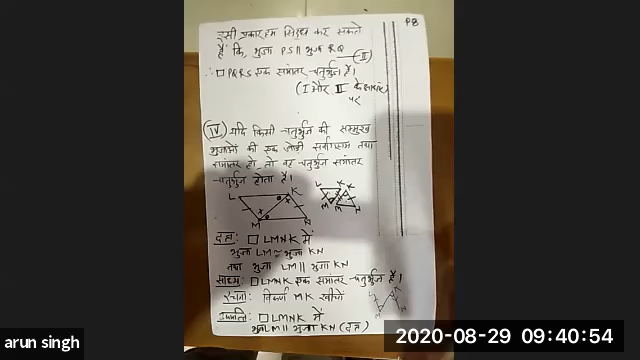 P8
इसी प्रकार हम सिद्ध कर सकते
हैं कि, भुजा PS || भुजा RQ —(II)
∴ □ PQRS एक समांतर चतुर्भुज है।
(I और II के आधार
पर
(IV) यदि किसी चतुर्भुज की सम्मुख
भुजाओं की एक जोड़ी सर्वांगसम तथा
समांतर हो, तो वह चतुर्भुज समांतर
चतुर्भुज होता है।
L K
M N
दत्त: □ LMNK में
भुजा LM ≅ भुजा KN
तथा भुजा LM || भुजा KN
साध्य: □ LMNK एक समांतर चतुर्भुज है।
रचना: विकर्ण MK खींचो
उपपत्ति: □ LMNK में
भुजा LM || भुजा KN (दत्त)
arun singh
2020-08-29 09:40:54